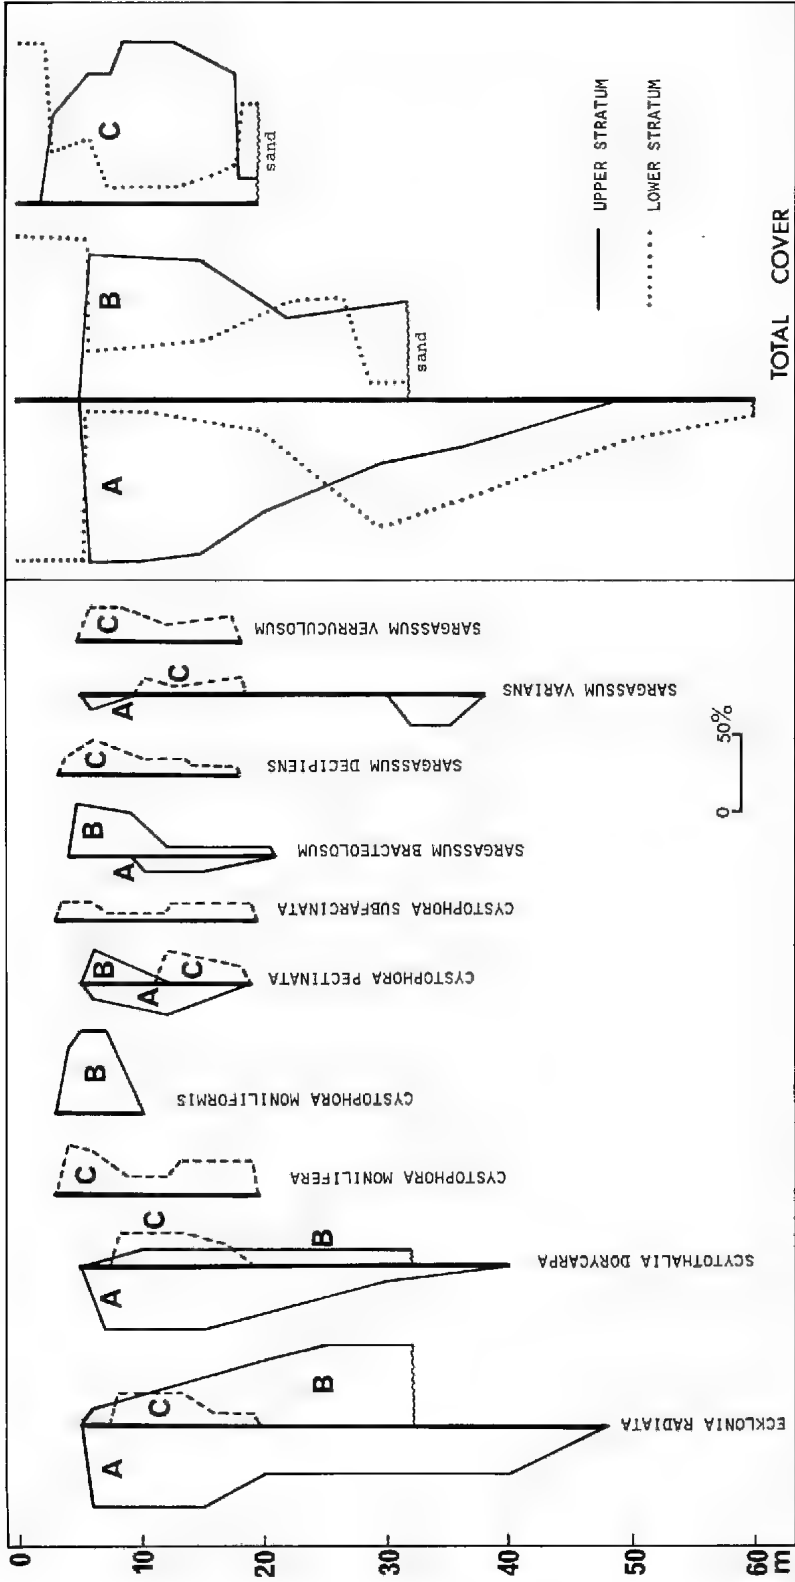 0
10
20
30
40
50
60
m
A
B
C
ECKLONIA RADIATA
A
B
C
SCYTOTHALIA DORYCARPA
C
CYSTOPHORA MONILIFERA
B
CYSTOPHORA MONILIFORMIS
A
B
C
CYSTOPHORA PECTINATA
CYSTOPHORA SUBFARCINATA
A
B
SARGASSUM BRACTEOLOSUM
C
SARGASSUM DECIPIENS
A
C
SARGASSUM VARIANS
C
SARGASSUM VERRUCULOSUM
0 50%
A
B
sand
C
sand
UPPER STRATUM
LOWER STRATUM
TOTAL COVER